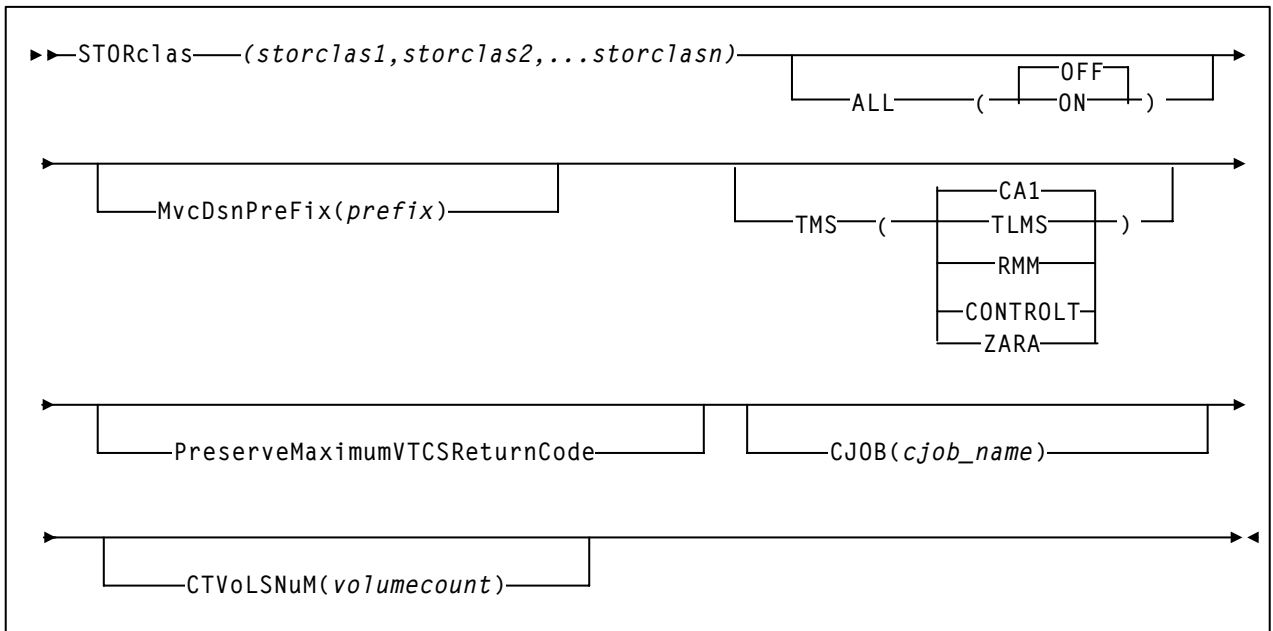 STORclas (storclas1,storclas2,...storclasn)
OFF
ALL ( ON )
MvcDsnPreFix(prefix)
CA1
TMS ( TLMS )
RMM
CONTROLT
ZARA
PreserveMaximumVTCSReturnCode
CJOB(cjob_name)
CTVoLSNuM(volumecount)